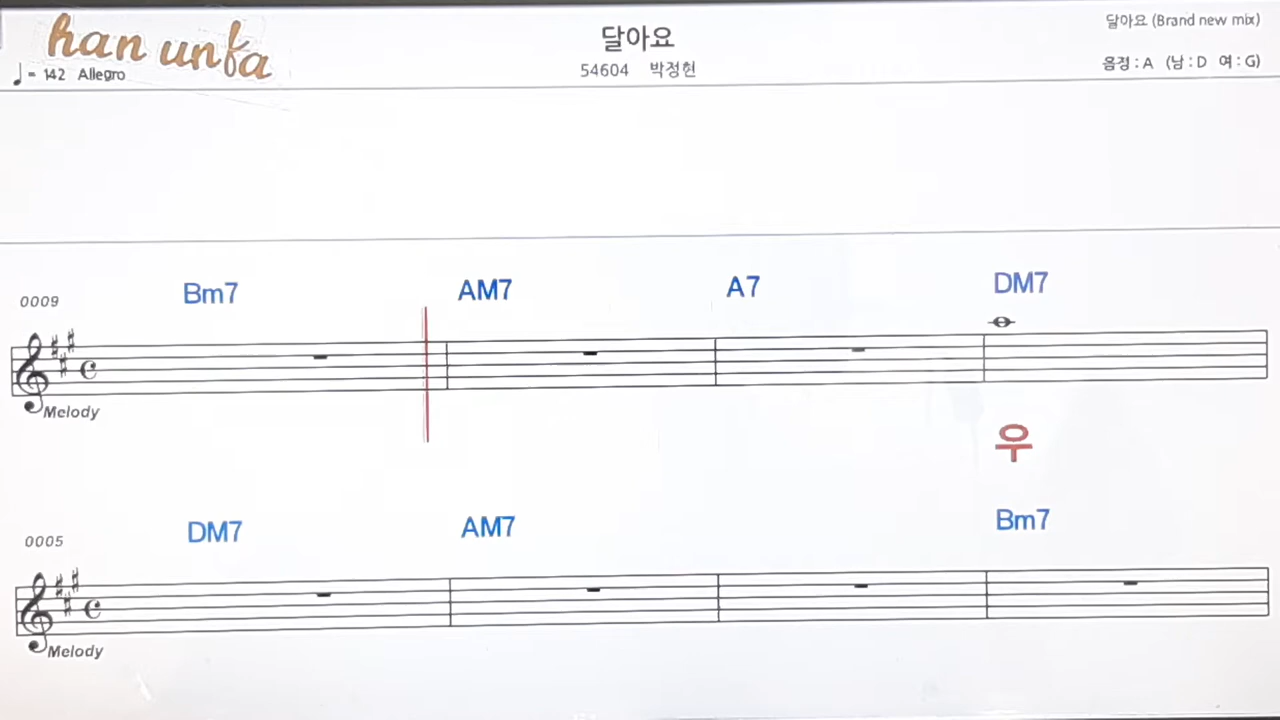 han unfa
달아요
달아요 (Brand new mix)
♩= 142 Allegro
54604 박정현
음정 : A (남 : D 여 : G)
0009 Bm7 AM7 A7 DM7
Melody
우
0005 DM7 AM7 Bm7
Melody